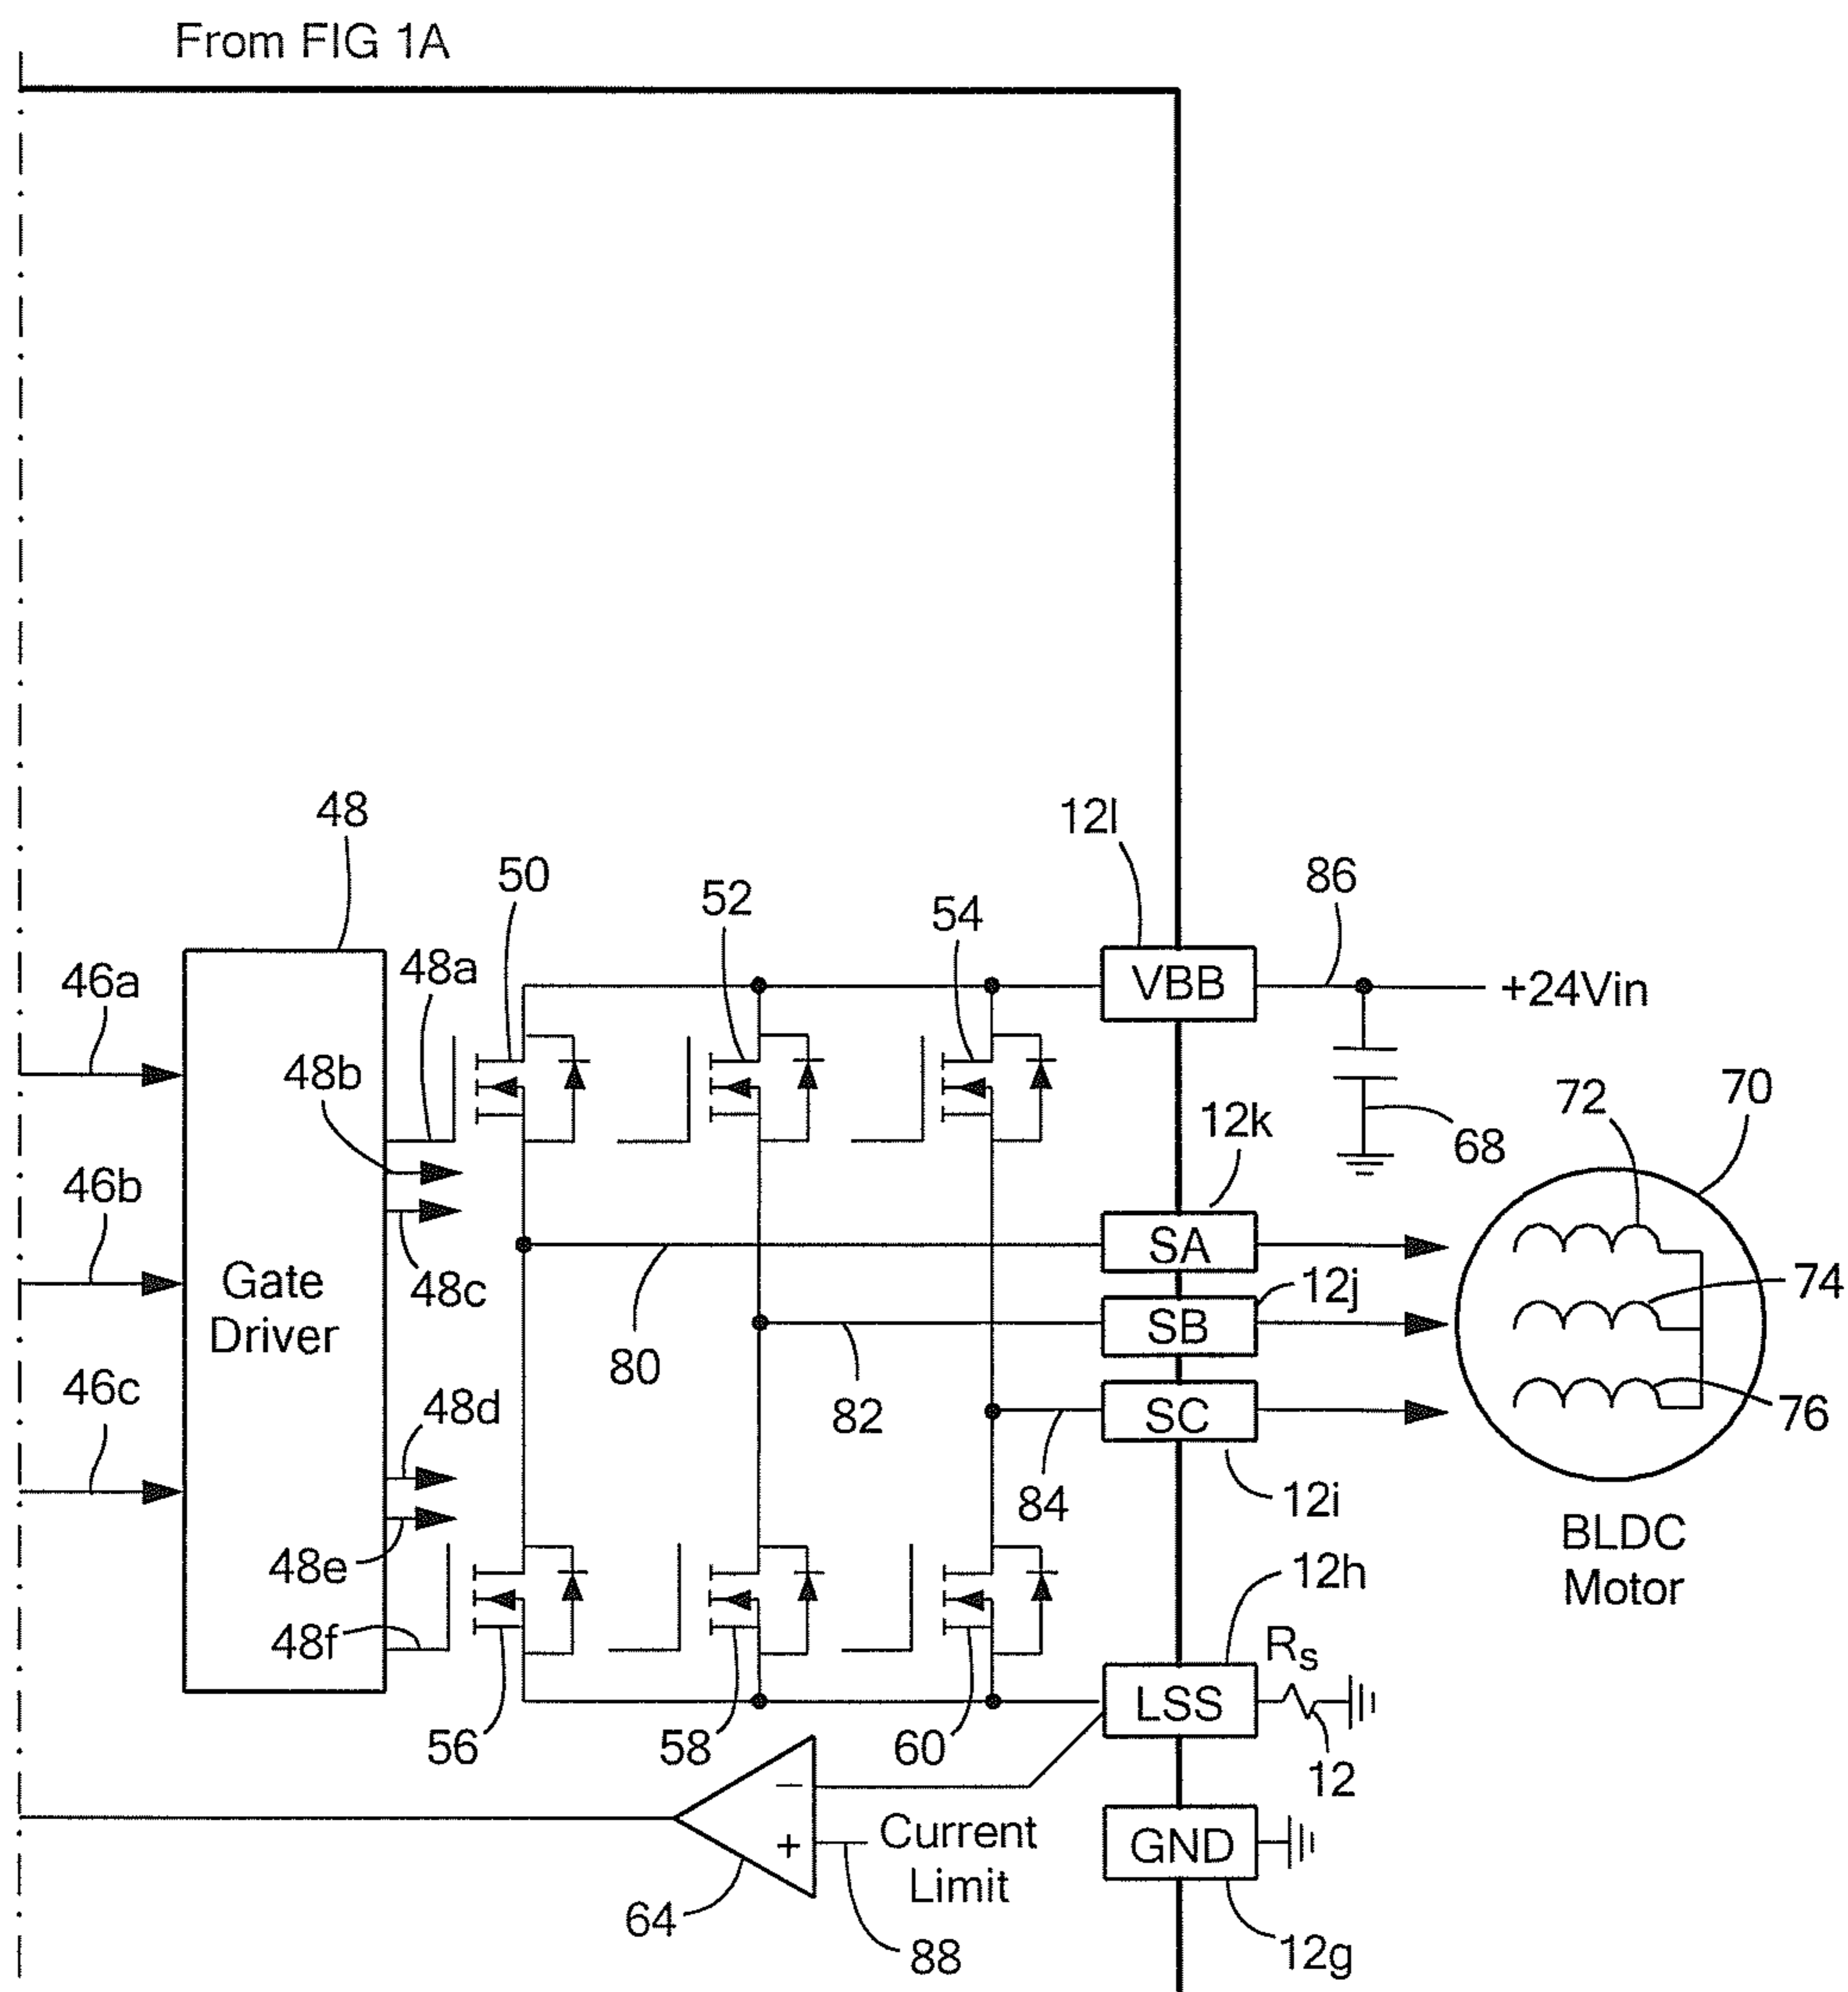 From FIG 1A
48
12l
50
86
52
54
48a
46a
VBB
+24Vin
48b
72
70
12k
68
46b
SA
12j
74
48c
Gate
Driver
SB
80
46c
48d
82
SC
76
84
12i
BLDC
Motor
48e
12h
48f
Rs
LSS
56
58
60
12
−
+
Current
Limit
GND
64
88
12g